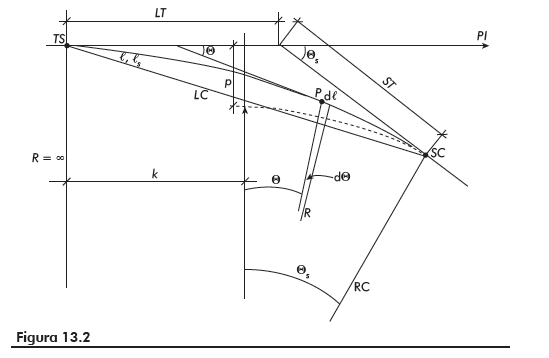 LT
TS
PI
Θ
Θs
ℓ, ℓs
p
P dℓ
ST
LC
SC
R = ∞
k
Θ
dΘ
R
Θs
RC
Figura 13.2